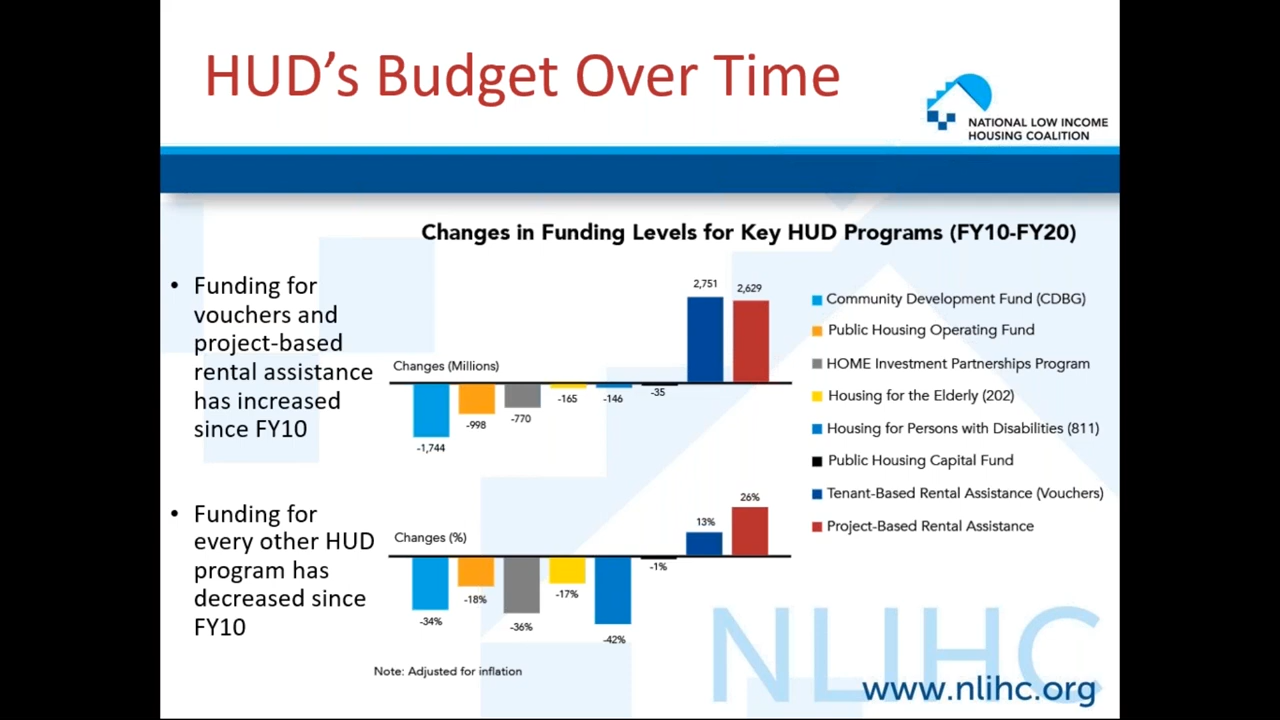 HUD’s Budget Over Time
NATIONAL LOW INCOME
HOUSING COALITION
Changes in Funding Levels for Key HUD Programs (FY10-FY20)
• Funding for
vouchers and
project-based
rental assistance
has increased
since FY10
• Funding for
every other HUD
program has
decreased since
FY10
Changes (Millions)
-1,744
-998
-770
-165
-146
-35
2,751
2,629
Changes (%)
-34%
-18%
-36%
-17%
-42%
-1%
13%
26%
Community Development Fund (CDBG)
Public Housing Operating Fund
HOME Investment Partnerships Program
Housing for the Elderly (202)
Housing for Persons with Disabilities (811)
Public Housing Capital Fund
Tenant-Based Rental Assistance (Vouchers)
Project-Based Rental Assistance
Note: Adjusted for inflation
NLIHC
www.nlihc.org